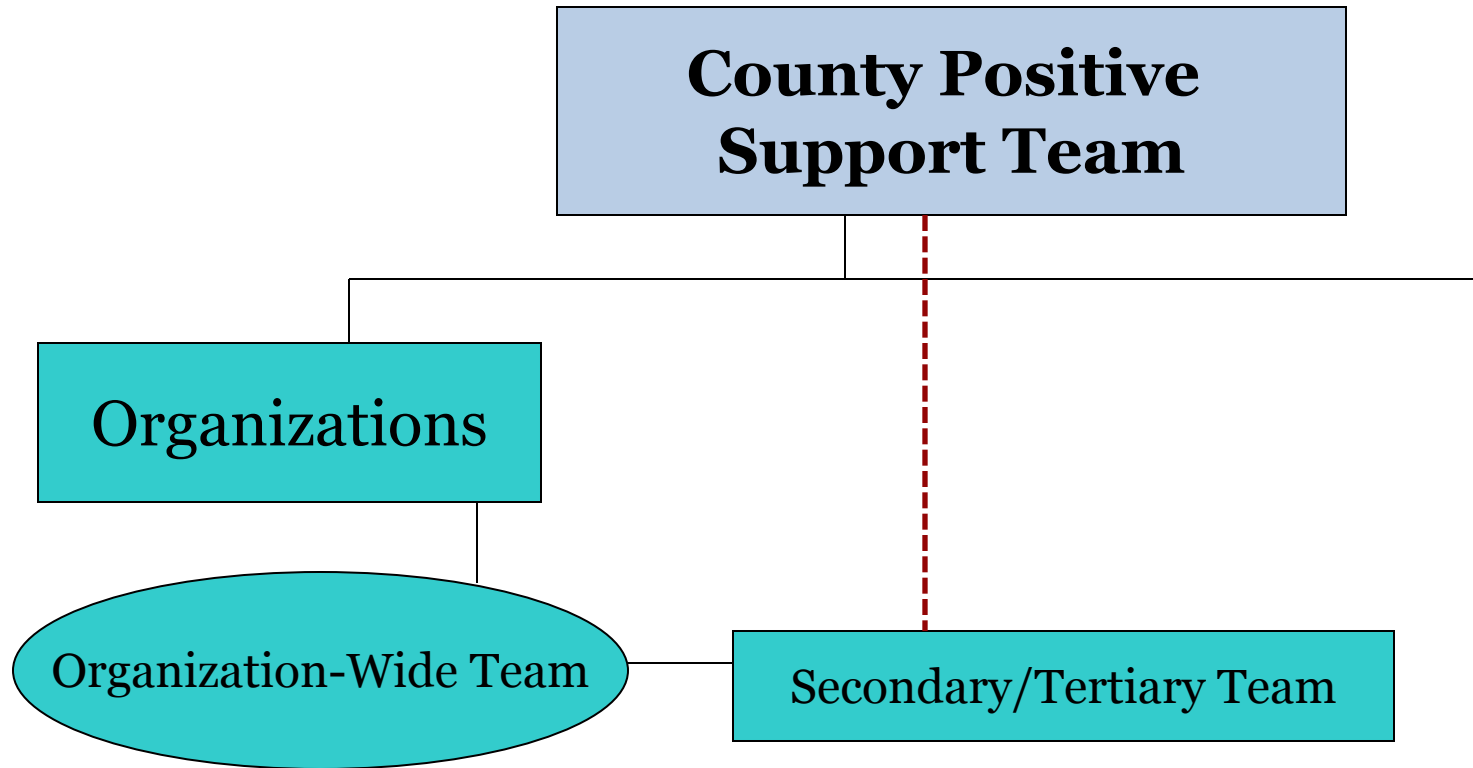 County Positive
Support Team
Organizations
Organization-Wide Team
Secondary/Tertiary Team